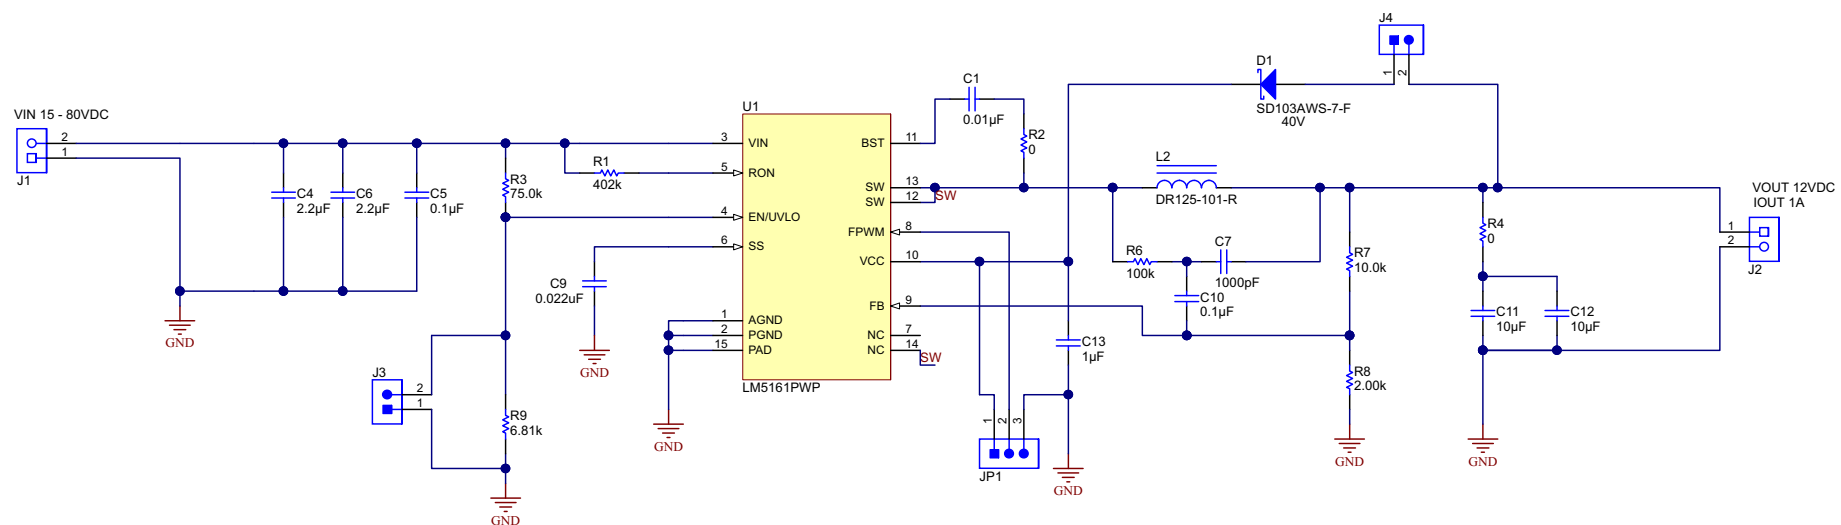 VIN 15 - 80VDC
2
1
J1
GND
C4
2.2µF
C6
2.2µF
C5
0.1µF
R3
75.0k
R1
402k
J3
2
1
R9
6.81k
GND
C9
0.022uF
GND
GND
U1
3 VIN
5 RON
4 EN/UVLO
6 SS
1 AGND
2 PGND
15 PAD
BST 11
SW 13
SW 12
FPWM 8
VCC 10
FB 9
NC 7
NC 14
LM5161PWP
SW
SW
C1
0.01µF
R2
0
JP1
1
2
3
C13
1µF
GND
D1
SD103AWS-7-F
40V
J4
1
2
L2
DR125-101-R
R6
100k
C7
1000pF
C10
0.1µF
R7
10.0k
R8
2.00k
GND
R4
0
C11
10µF
C12
10µF
GND
VOUT 12VDC
IOUT 1A
1
2
J2